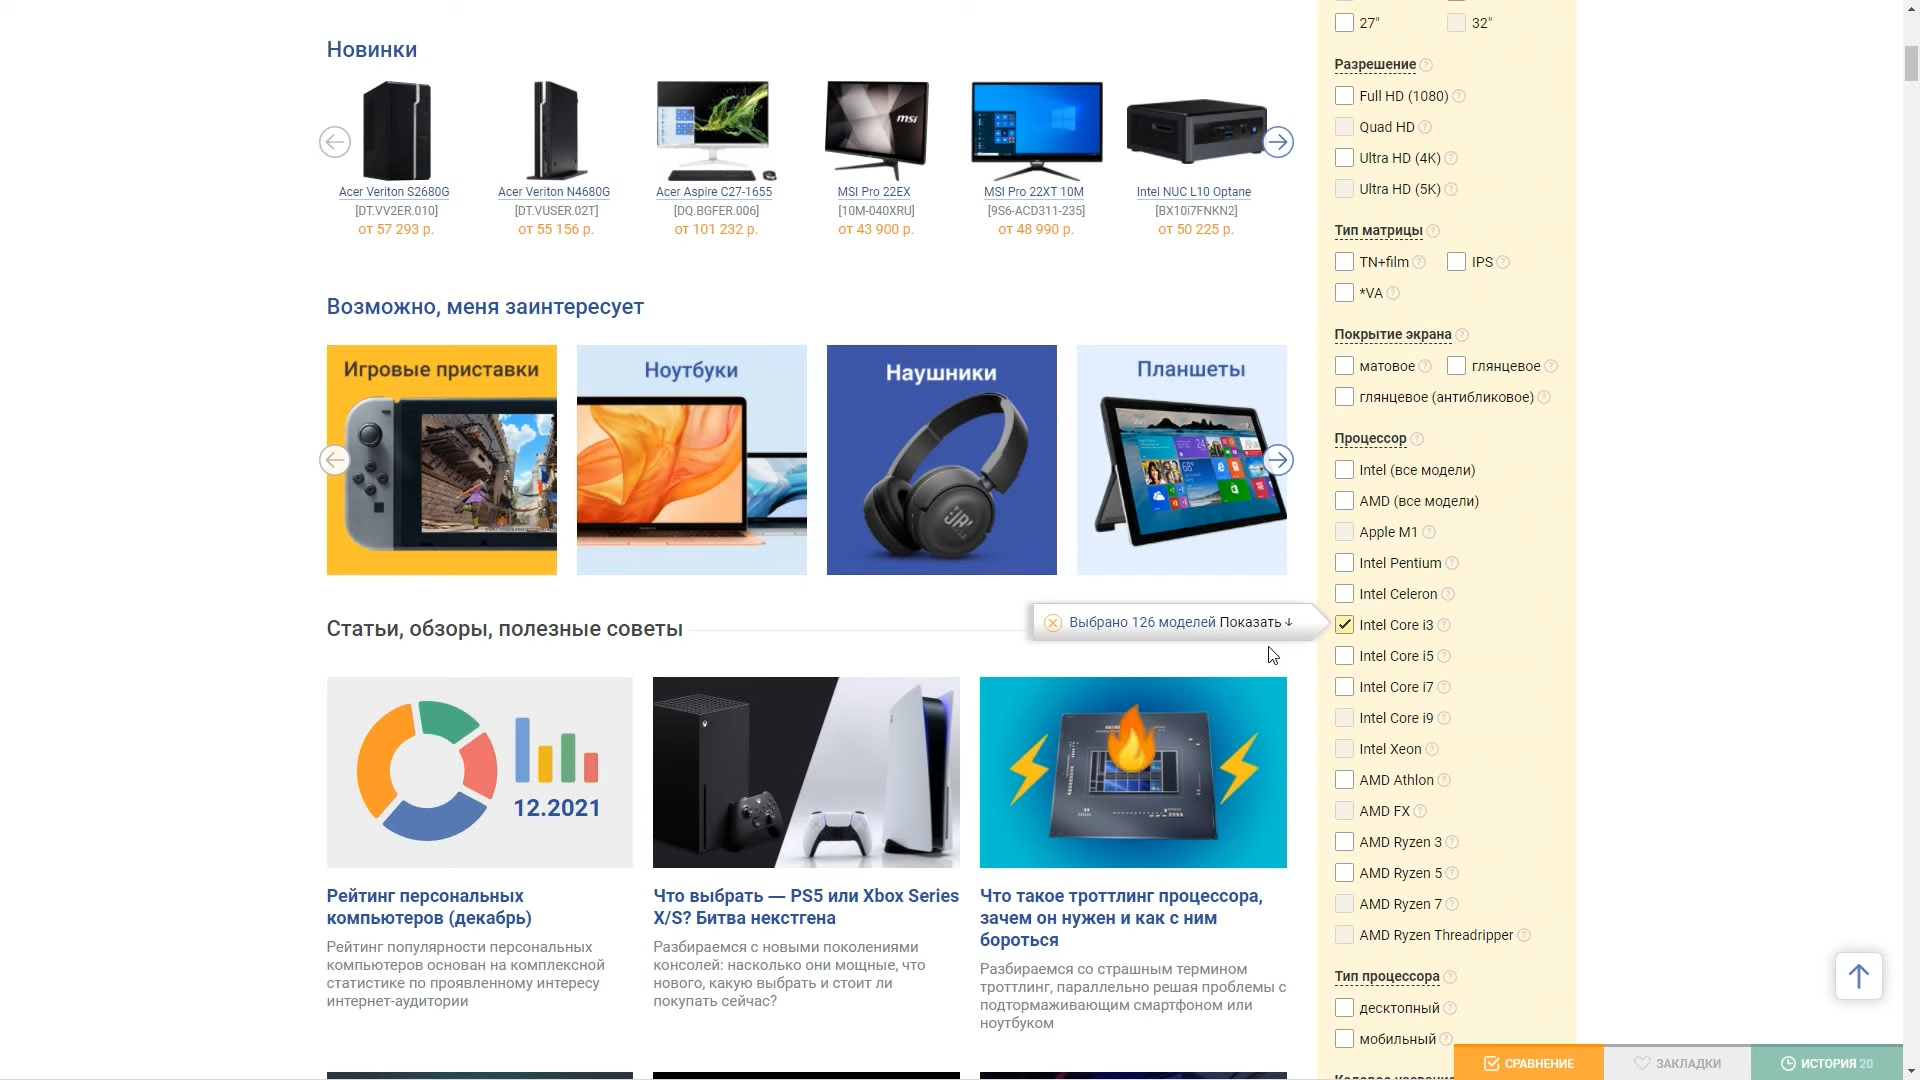 Новинки
Acer Veriton S2680G
[DT.VV2ER.010]
от 57 293 р.
Acer Veriton N4680G
[DT.VUSER.02T]
от 55 156 р.
Acer Aspire C27-1655
[DQ.BGFER.006]
от 101 232 р.
msi
MSI Pro 22EX
[10M-040XRU]
от 43 900 р.
MSI Pro 22XT 10M
[9S6-ACD311-235]
от 48 990 р.
Intel NUC L10 Optane
[BX10i7FNKN2]
от 50 225 р.
Возможно, меня заинтересует
Игровые приставки
Ноутбуки
Наушники
JBL
Планшеты
Статьи, обзоры, полезные советы
Выбрано 126 моделей Показать ↓
12.2021
Рейтинг персональных
компьютеров (декабрь)
Рейтинг популярности персональных
компьютеров основан на комплексной
статистике по проявленному интересу
интернет-аудитории
Что выбрать — PS5 или Xbox Series
X/S? Битва некстгена
Разбираемся с новыми поколениями
консолей: насколько они мощные, что
нового, какую выбрать и стоит ли
покупать сейчас?
Что такое троттлинг процессора,
зачем он нужен и как с ним
бороться
Разбираемся со страшным термином
троттлинг, параллельно решая проблемы с
подтормаживающим смартфоном или
ноутбуком
27" 32"
Разрешение
Full HD (1080)
Quad HD
Ultra HD (4K)
Ultra HD (5K)
Тип матрицы
TN+film IPS
*VA
Покрытие экрана
матовое глянцевое
глянцевое (антибликовое)
Процессор
Intel (все модели)
AMD (все модели)
Apple M1
Intel Pentium
Intel Celeron
Intel Core i3
Intel Core i5
Intel Core i7
Intel Core i9
Intel Xeon
AMD Athlon
AMD FX
AMD Ryzen 3
AMD Ryzen 5
AMD Ryzen 7
AMD Ryzen Threadripper
Тип процессора
десктопный
мобильный
СРАВНЕНИЕ ЗАКЛАДКИ ИСТОРИЯ 20